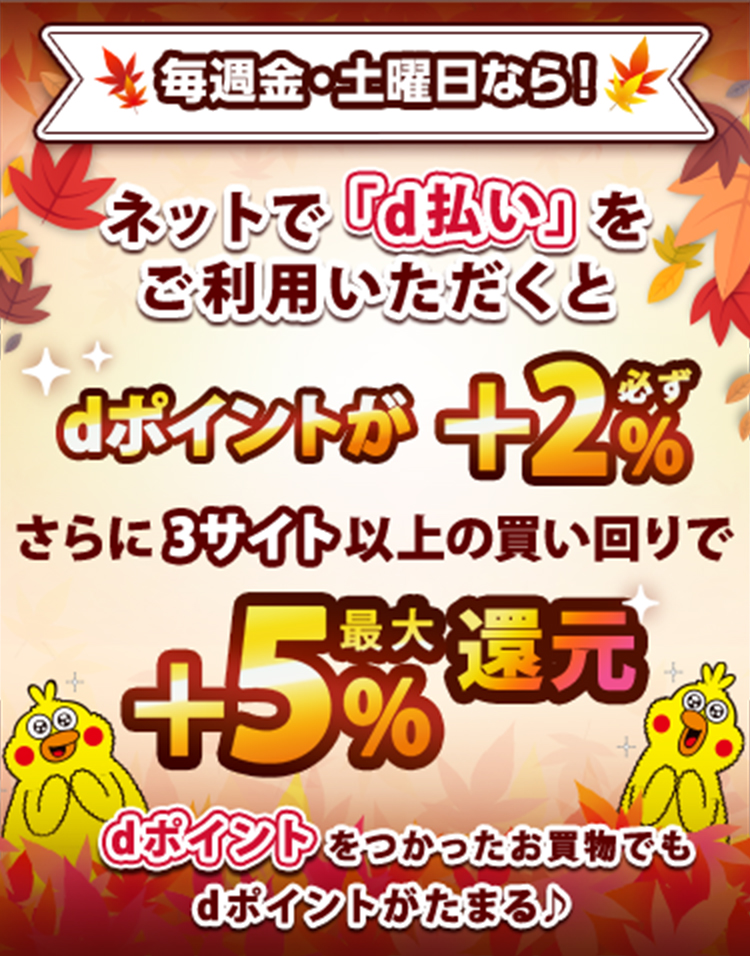 毎週金・土曜日なら!
ネットで「d払い」を
ご利用いただくと
dポイントが +2%必ず
さらに3サイト以上の買い回りで
+5%最大還元
dポイントをつかったお買物でも
dポイントがたまる♪